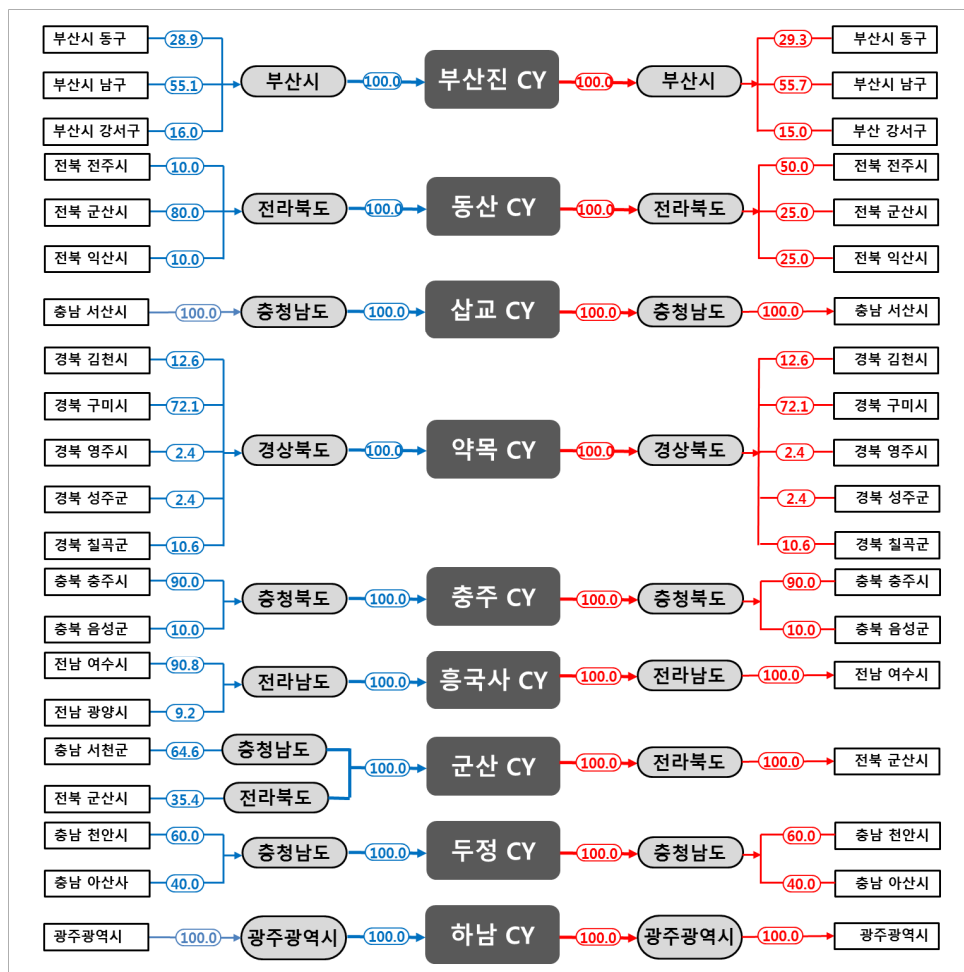 부산시 동구 28.9
부산시 남구 55.1 부산시 100.0 부산진 CY 100.0 부산시
부산시 강서구 16.0
29.3 부산시 동구
55.7 부산시 남구
15.0 부산 강서구
전북 전주시 10.0
전북 군산시 80.0 전라북도 100.0 동산 CY 100.0 전라북도
전북 익산시 10.0
50.0 전북 전주시
25.0 전북 군산시
25.0 전북 익산시
충남 서산시 100.0 충청남도 100.0 삽교 CY 100.0 충청남도 100.0 충남 서산시
경북 김천시 12.6
경북 구미시 72.1
경북 영주시 2.4 경상북도 100.0 약목 CY 100.0 경상북도
경북 성주군 2.4
경북 칠곡군 10.6
12.6 경북 김천시
72.1 경북 구미시
2.4 경북 영주시
2.4 경북 성주군
10.6 경북 칠곡군
충북 충주시 90.0
충북 음성군 10.0
충청북도 100.0 충주 CY 100.0 충청북도
90.0 충북 충주시
10.0 충북 음성군
전남 여수시 90.8
전남 광양시 9.2
전라남도 100.0 흥국사 CY 100.0 전라남도 100.0 전남 여수시
충남 서천군 64.6 충청남도
전북 군산시 35.4 전라북도
100.0 군산 CY 100.0 전라북도 100.0 전북 군산시
충남 천안시 60.0
충남 아산사 40.0
충청남도 100.0 두정 CY 100.0 충청남도
60.0 충남 천안시
40.0 충남 아산시
광주광역시 100.0 광주광역시 100.0 하남 CY 100.0 광주광역시 100.0 광주광역시